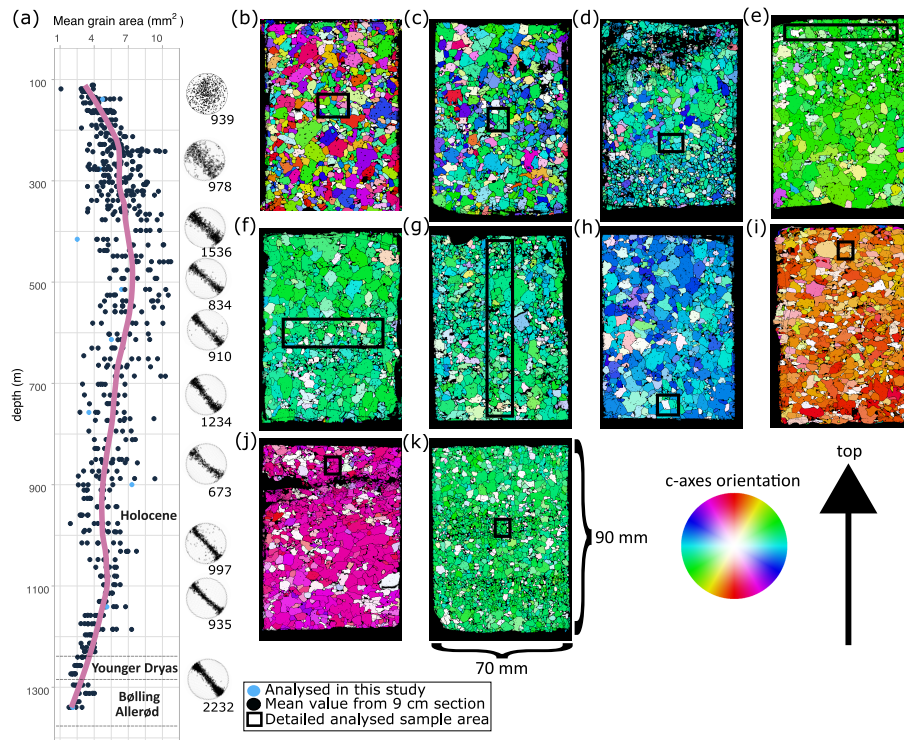 (a) Mean grain area (mm²)
1 4 7 10
depth (m)
100
300
500
700
900
1100
1300
Holocene
Younger Dryas
Bølling
Allerød
939
978
1536
834
910
1234
673
997
935
2232
(b)
(c)
(d)
(e)
(f)
(g)
(h)
(i)
(j)
(k)
90 mm
70 mm
c-axes orientation
top
Analysed in this study
Mean value from 9 cm section
Detailed analysed sample area